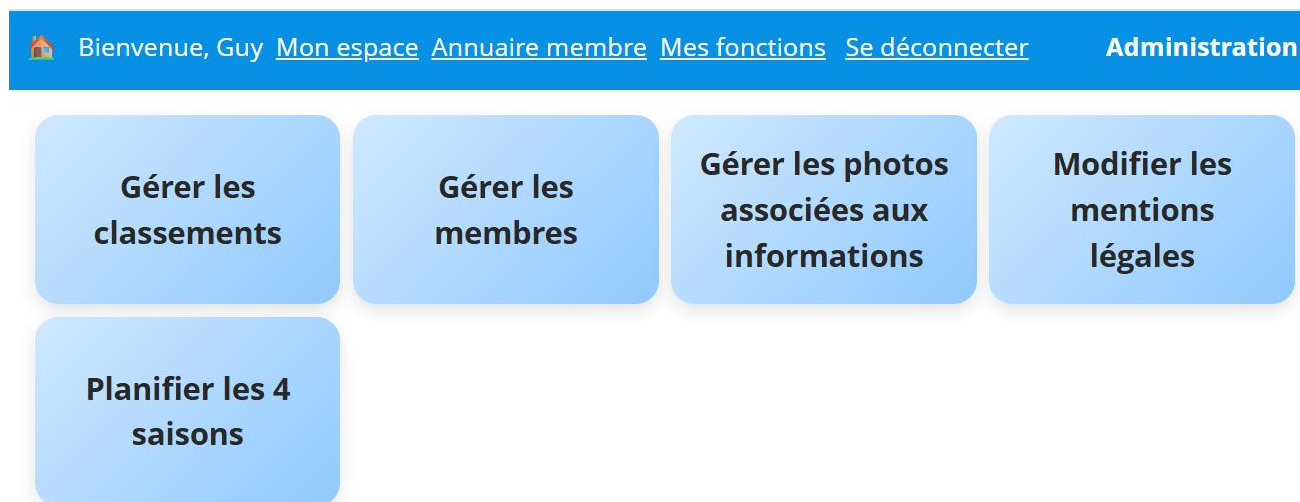 Bienvenue, Guy Mon espace Annuaire membre Mes fonctions Se déconnecter Administration
Gérer les
classements
Gérer les
membres
Gérer les photos
associées aux
informations
Modifier les
mentions
légales
Planifier les 4
saisons